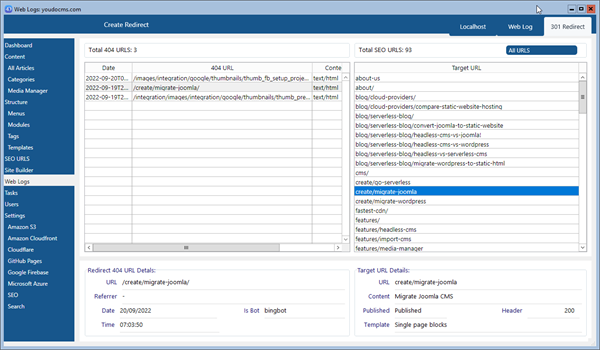 Web Logs: youdocms.com
Create Redirect
Localhost
Web Log
301 Redirect
Dashboard
Content
All Articles
Categories
Media Manager
Structure
Menus
Modules
Tags
Templates
SEO URLS
Site Builder
Web Logs
Tasks
Users
Settings
Amazon S3
Amazon Cloudfront
Cloudflare
GitHub Pages
Google Firebase
Microsoft Azure
SEO
Search
Total 404 URLS: 3
Date 404 URL Conte
2022-09-20T0... /images/integration/google/thumbnails/thumb_fb_setup_proje... text/html
2022-09-19T2... /create/migrate-joomla/ text/html
2022-09-19T2... /integration/images/integration/google/thumbnails/thumb_pre... text/html
Total SEO URLS: 93
All URLS
Target URL
about-us
about/
blog/cloud-providers/
blog/cloud-providers/compare-static-website-hosting
blog/serverless-blog/
blog/serverless-blog/convert-joomla-to-static-website
blog/serverless-blog/headless-cms-vs-joomla!
blog/serverless-blog/headless-cms-vs-wordpress
blog/serverless-blog/headless-vs-serverless-cms
blog/serverless-blog/migrate-wordpress-to-static-html
cms/
create/go-serverless
create/migrate-joomla
create/migrate-wordpress
fastest-cdn/
features/
features/headless-cms
features/import-cms
features/media-manager
Redirect 404 URL Details:
URL /create/migrate-joomla/
Referrer -
Date 20/09/2022 Is Bot bingbot
Time 07:03:50
Target URL Details:
URL create/migrate-joomla
Content Migrate Joomla CMS
Published Published Header 200
Template Single page blocks